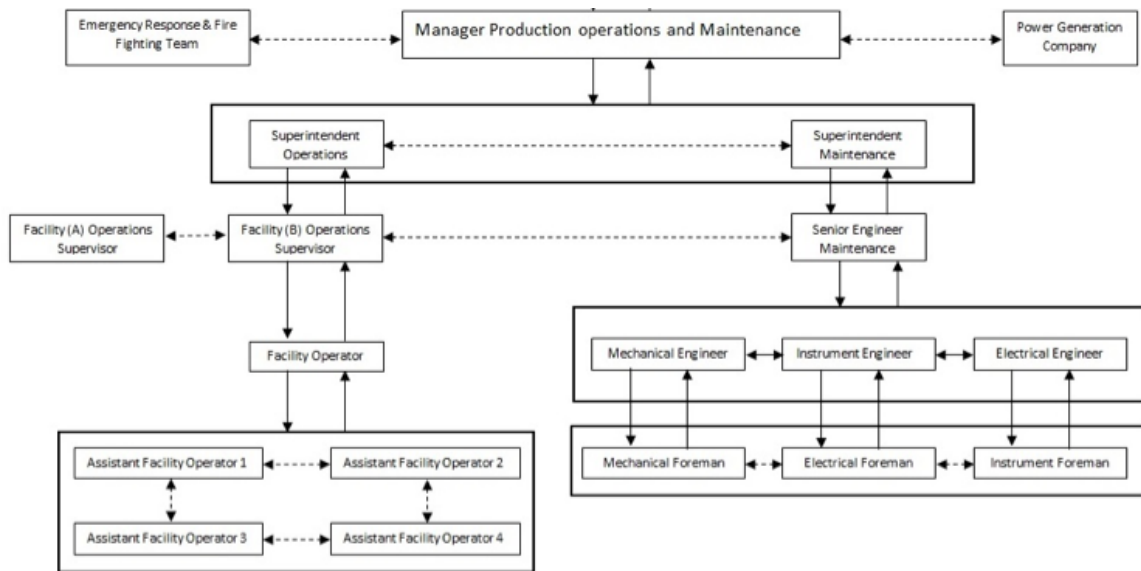 Emergency Response & Fire
Fighting Team
Manager Production operations and Maintenance
Power Generation
Company
Superintendent
Operations
Superintendent
Maintenance
Facility (A) Operations
Supervisor
Facility (B) Operations
Supervisor
Senior Engineer
Maintenance
Facility Operator
Mechanical Engineer
Instrument Engineer
Electrical Engineer
Assistant Facility Operator 1
Assistant Facility Operator 2
Mechanical Foreman
Electrical Foreman
Instrument Foreman
Assistant Facility Operator 3
Assistant Facility Operator 4